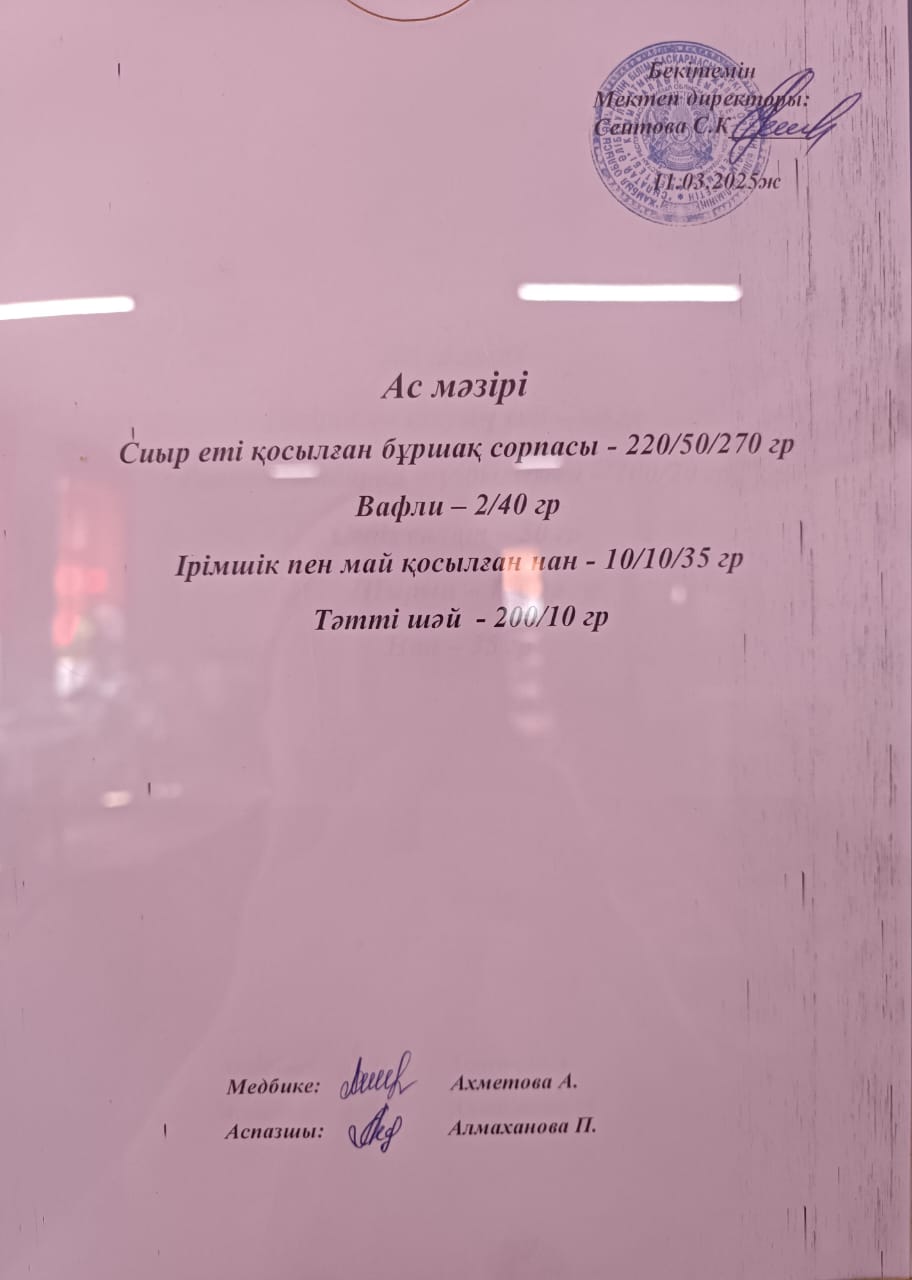 Бекітемін
Мектеп директоры:
Сеитова С.К
11.03.2025ж
Ас мәзірі
Сиыр еті қосылған бұршақ сорпасы - 220/50/270 гр
Вафли – 2/40 гр
Ірімшік пен май қосылған нан - 10/10/35 гр
Тәтті шәй - 200/10 гр
Медбике: Ахметова А.
Аспазшы: Алмаханова П.